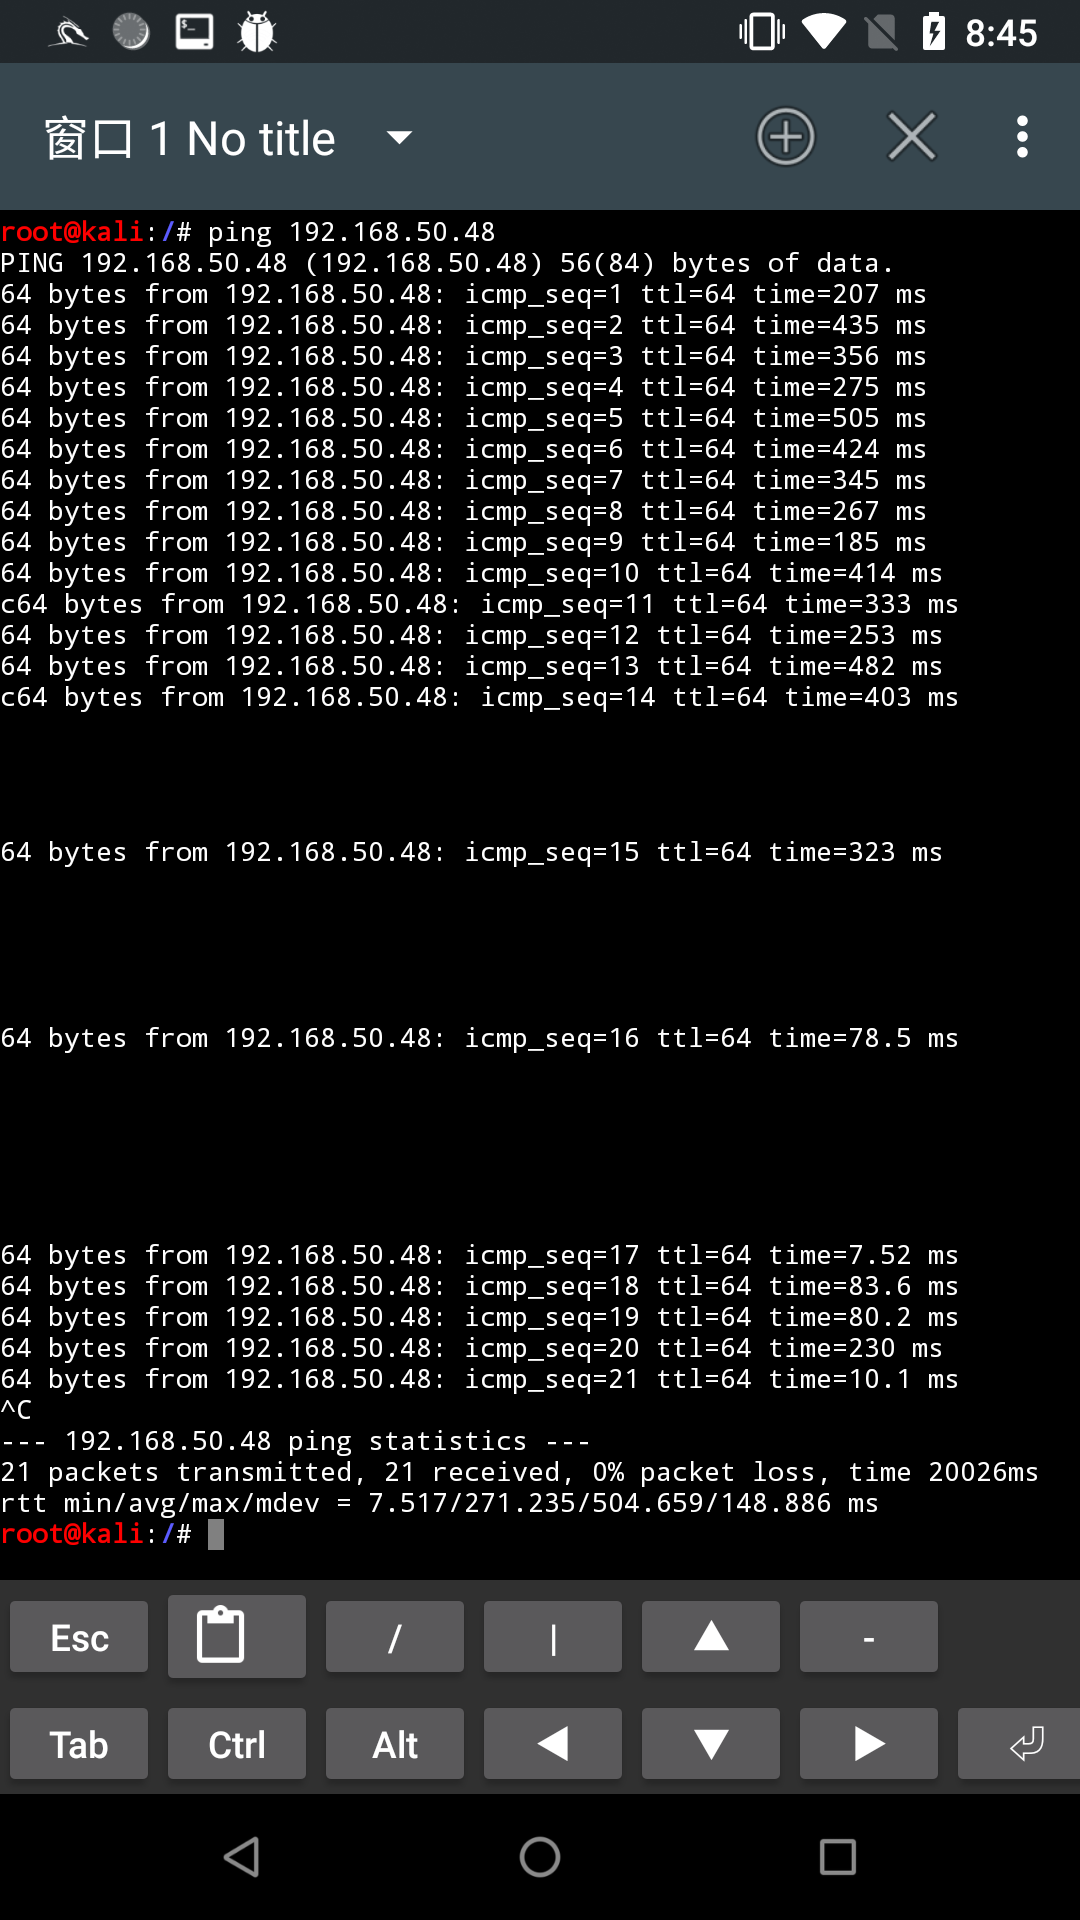 8:45
窗口 1 No title
root@kali:/# ping 192.168.50.48
PING 192.168.50.48 (192.168.50.48) 56(84) bytes of data.
64 bytes from 192.168.50.48: icmp_seq=1 ttl=64 time=207 ms
64 bytes from 192.168.50.48: icmp_seq=2 ttl=64 time=435 ms
64 bytes from 192.168.50.48: icmp_seq=3 ttl=64 time=356 ms
64 bytes from 192.168.50.48: icmp_seq=4 ttl=64 time=275 ms
64 bytes from 192.168.50.48: icmp_seq=5 ttl=64 time=505 ms
64 bytes from 192.168.50.48: icmp_seq=6 ttl=64 time=424 ms
64 bytes from 192.168.50.48: icmp_seq=7 ttl=64 time=345 ms
64 bytes from 192.168.50.48: icmp_seq=8 ttl=64 time=267 ms
64 bytes from 192.168.50.48: icmp_seq=9 ttl=64 time=185 ms
64 bytes from 192.168.50.48: icmp_seq=10 ttl=64 time=414 ms
c64 bytes from 192.168.50.48: icmp_seq=11 ttl=64 time=333 ms
64 bytes from 192.168.50.48: icmp_seq=12 ttl=64 time=253 ms
64 bytes from 192.168.50.48: icmp_seq=13 ttl=64 time=482 ms
c64 bytes from 192.168.50.48: icmp_seq=14 ttl=64 time=403 ms
64 bytes from 192.168.50.48: icmp_seq=15 ttl=64 time=323 ms
64 bytes from 192.168.50.48: icmp_seq=16 ttl=64 time=78.5 ms
64 bytes from 192.168.50.48: icmp_seq=17 ttl=64 time=7.52 ms
64 bytes from 192.168.50.48: icmp_seq=18 ttl=64 time=83.6 ms
64 bytes from 192.168.50.48: icmp_seq=19 ttl=64 time=80.2 ms
64 bytes from 192.168.50.48: icmp_seq=20 ttl=64 time=230 ms
64 bytes from 192.168.50.48: icmp_seq=21 ttl=64 time=10.1 ms
^C
--- 192.168.50.48 ping statistics ---
21 packets transmitted, 21 received, 0% packet loss, time 20026ms
rtt min/avg/max/mdev = 7.517/271.235/504.659/148.886 ms
root@kali:/#
Esc / | ▲ -
Tab Ctrl Alt ◀ ▼ ▶